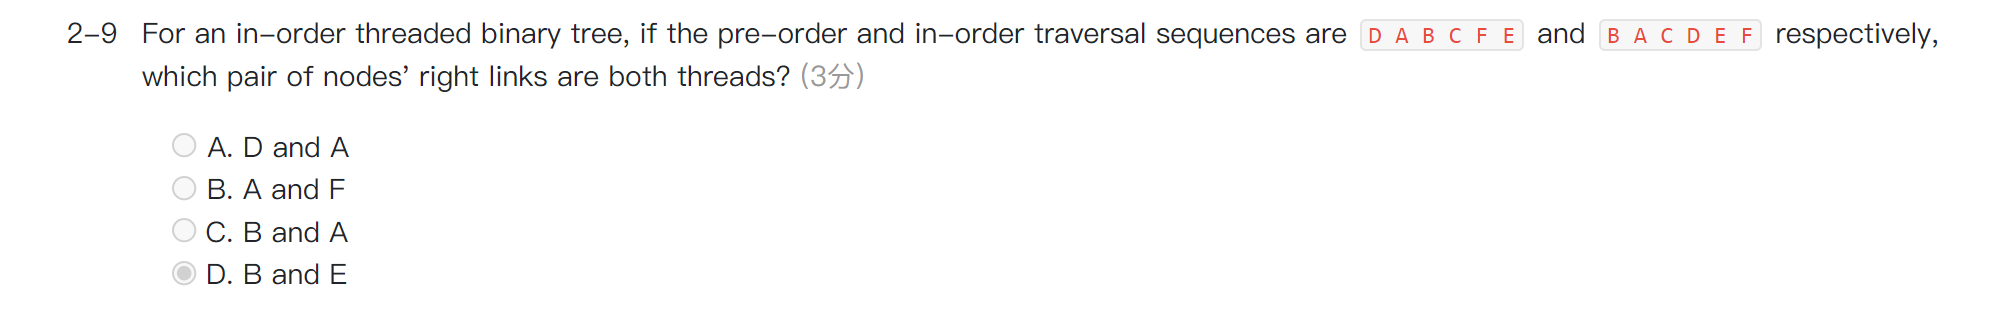 2-9 For an in-order threaded binary tree, if the pre-order and in-order traversal sequences are D A B C F E and B A C D E F respectively,
which pair of nodes' right links are both threads? (3分)
A. D and A
B. A and F
C. B and A
D. B and E